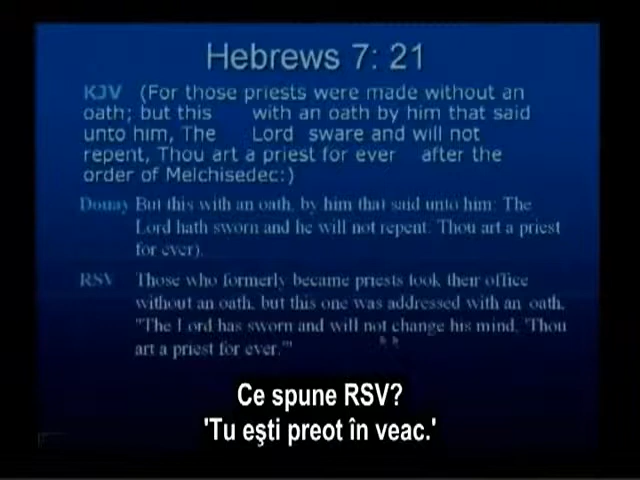 Hebrews 7: 21
KJV (For those priests were made without an
oath; but this with an oath by him that said
unto him, The Lord sware and will not
repent, Thou art a priest for ever after the
order of Melchisedec:)
Douay But this with an oath, by him that said unto him: The
Lord hath sworn and he will not repent: Thou art a priest
for ever).
RSV Those who formerly became priests took their office
without an oath, but this one was addressed with an oath,
"The Lord has sworn and will not change his mind, 'Thou
art a priest for ever.'"
Ce spune RSV?
'Tu eşti preot în veac.'